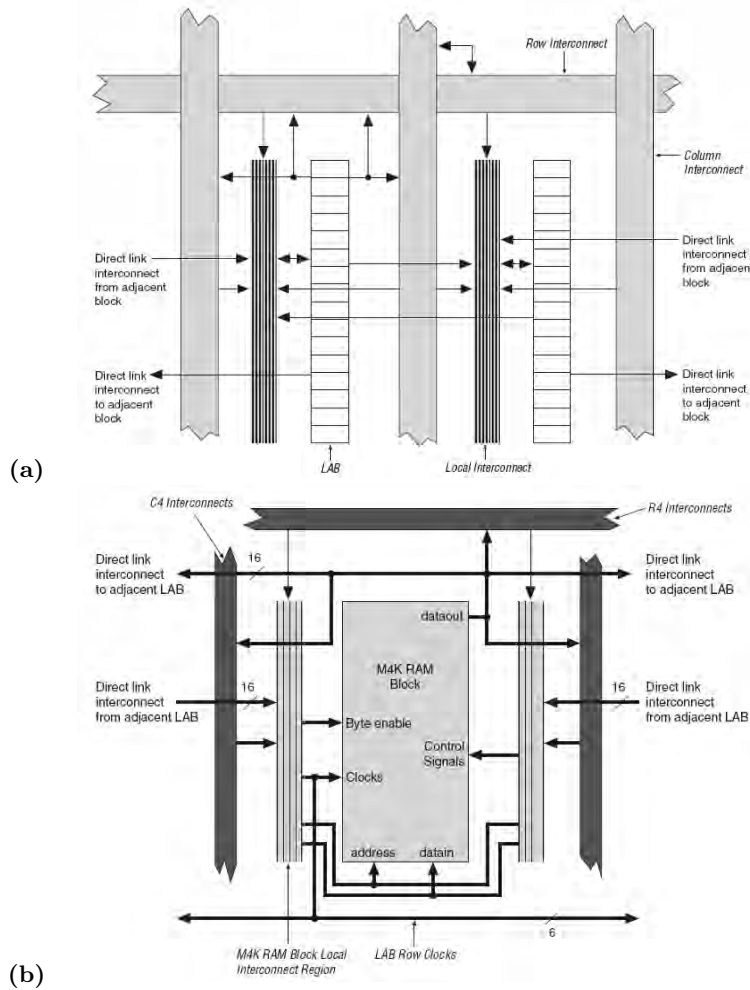 Row Interconnect
Column
Interconnect
Direct link
interconnect
from adjacent
block
Direct link
interconnect
from adjacent
block
Direct link
interconnect
to adjacent
block
Direct link
interconnect
to adjacent
block
LAB
Local Interconnect
(a)
C4 Interconnects
R4 Interconnects
Direct link
interconnect
to adjacent LAB
16
Direct link
interconnect
to adjacent LAB
dataout
M4K RAM
Block
Direct link
interconnect
from adjacent LAB
16
16
Direct link
interconnect
from adjacent LAB
Byte enable
Control
Signals
Clocks
address
datain
6
M4K RAM Block Local
Interconnect Region
LAB Row Clocks
(b)